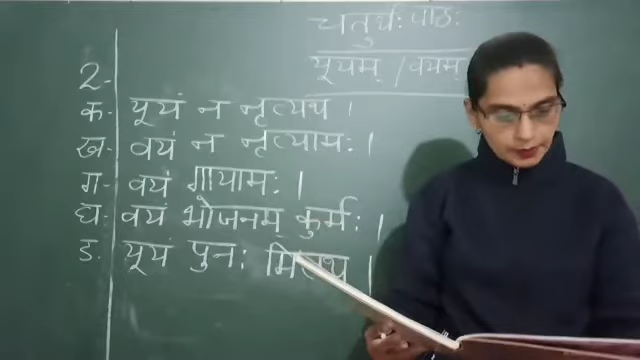 चतुर्थः पाठः
यूयम् / वयम्
2-
क- यूयं न नृत्यथ ।
ख- वयं न नृत्यामः ।
ग- वयं गायामः ।
घ- वयं भोजनम् कुर्मः ।
ङ- यूयं पुनः ।